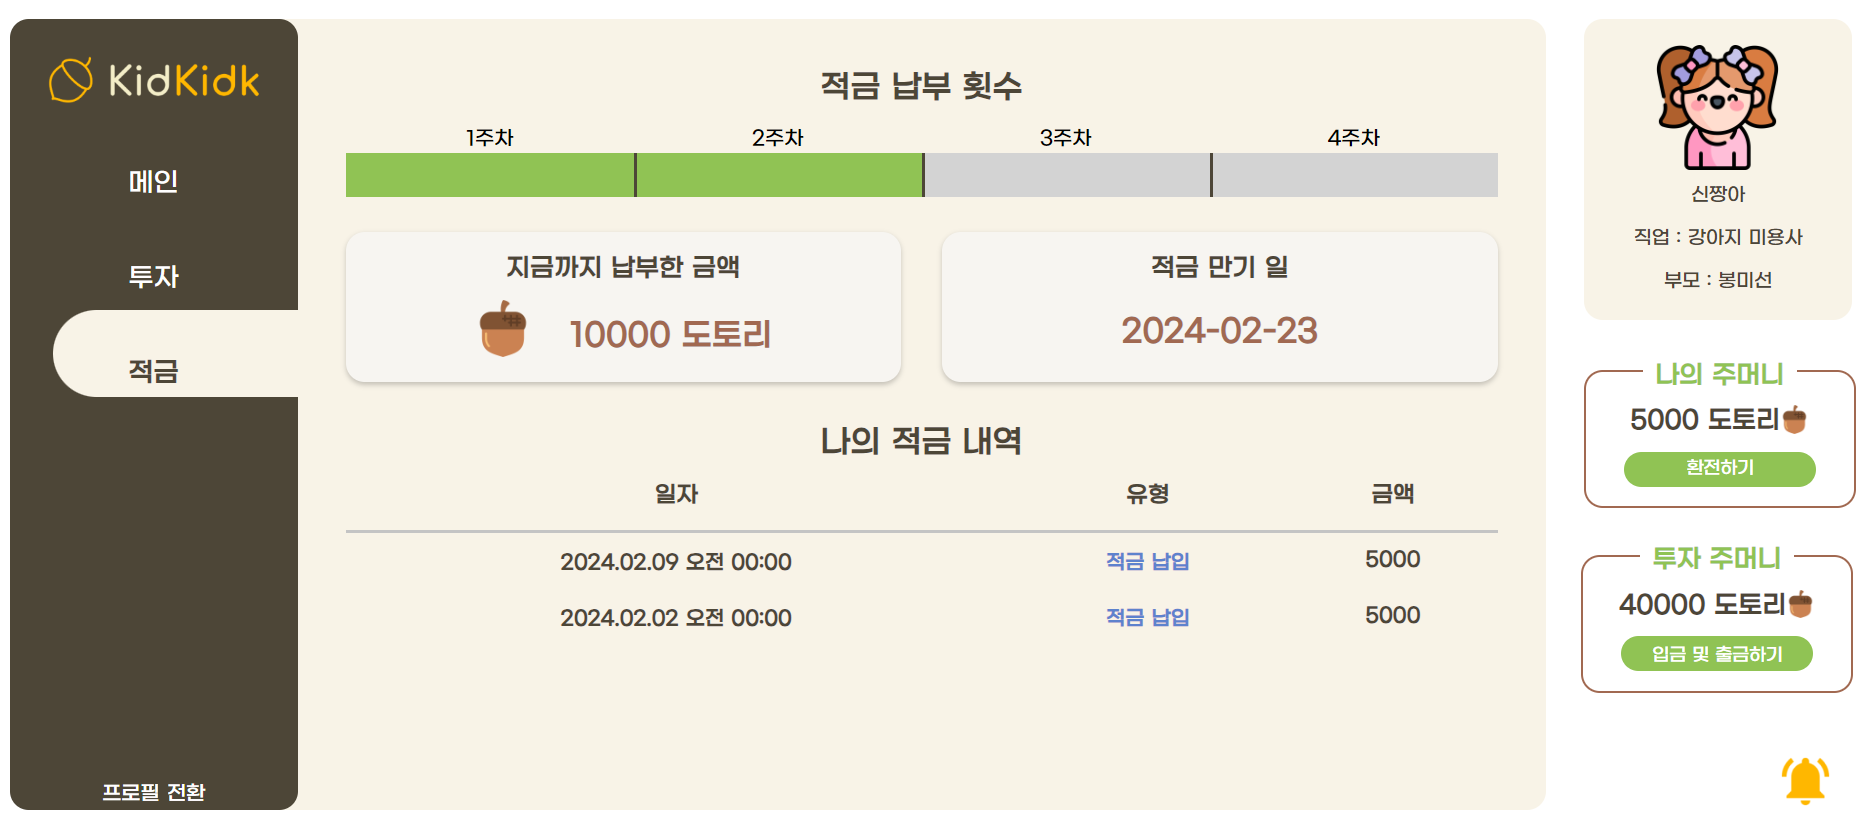 KidKidk
메인
투자
적금
프로필 전환
적금 납부 횟수
1주차 2주차 3주차 4주차
지금까지 납부한 금액
10000 도토리
적금 만기 일
2024-02-23
나의 적금 내역
일자 유형 금액
2024.02.09 오전 00:00 적금 납입 5000
2024.02.02 오전 00:00 적금 납입 5000
신짱아
직업 : 강아지 미용사
부모 : 봉미선
나의 주머니
5000 도토리
환전하기
투자 주머니
40000 도토리
입금 및 출금하기